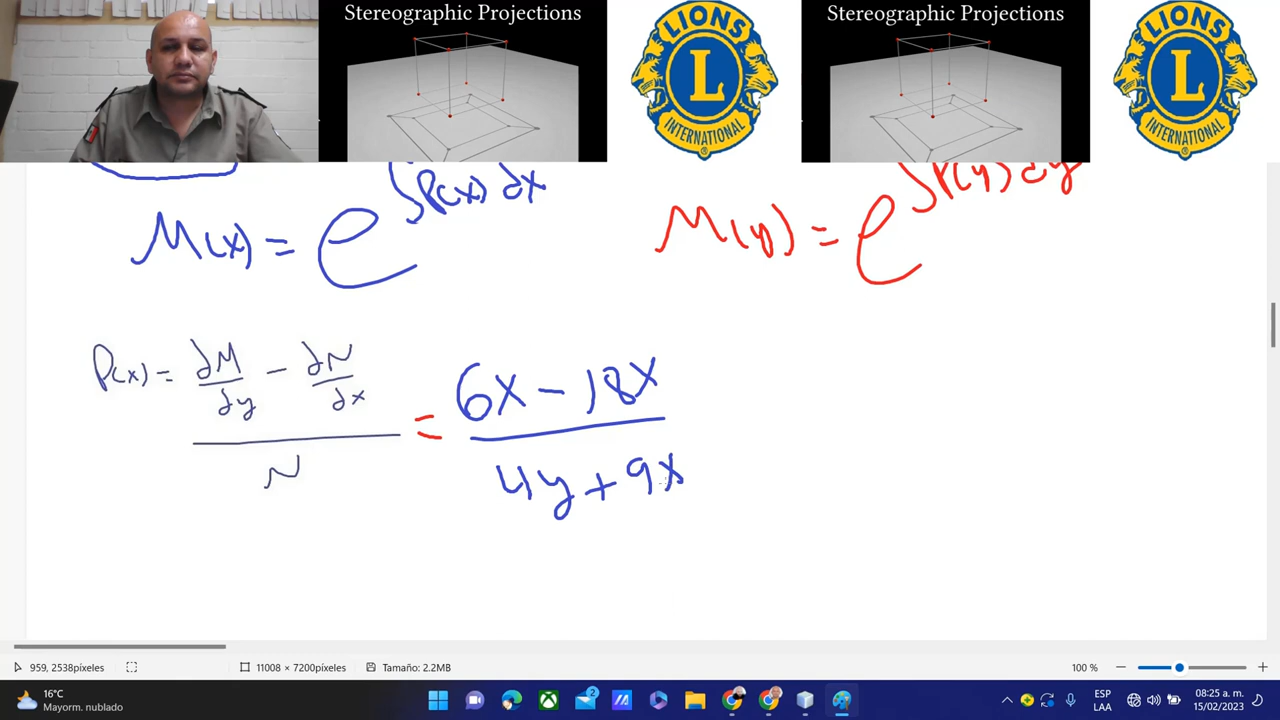 Stereographic Projections
LIONS
L
INTERNATIONAL
®
Stereographic Projections
LIONS
L
INTERNATIONAL
®
M(x) = e^∫P(x) dx
M(y) = e^∫P(y) dy
P(x) = ∂M/∂y − ∂N/∂x = 6x − 18x
N 4y + 9x
959, 2538píxeles
11008 × 7200píxeles
Tamaño: 2.2MB
100 %
16°C
Mayorm. nublado
2
ESP
LAA
08:25 a. m.
15/02/2023